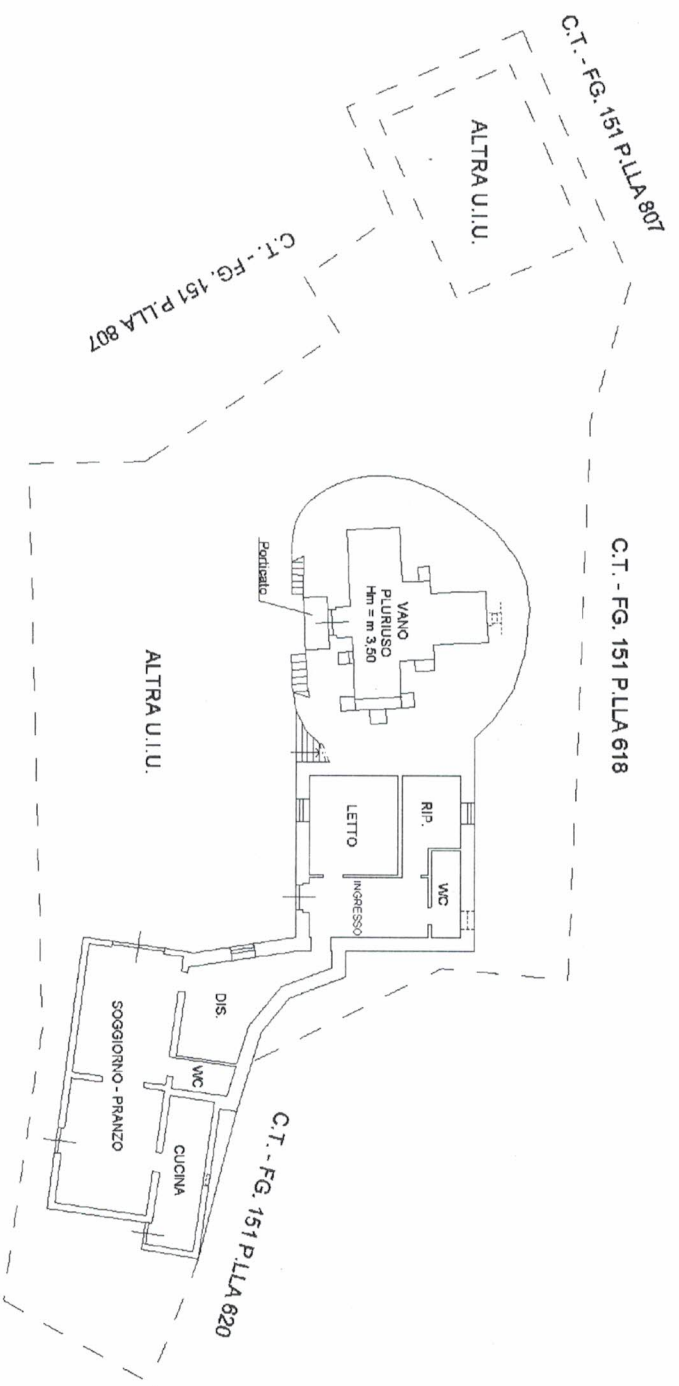 C.T. - FG. 151 P.LLA 807
ALTRA U.I.U.
C.T. - FG. 151 P.LLA 807
C.T. - FG. 151 P.LLA 618
Porticato
VANO
PLURIUSO
Hm = m 3,50
ALTRA U.I.U.
LETTO
RIP.
WC
INGRESSO
DIS.
WC
SOGGIORNO - PRANZO
CUCINA
C.T. - FG. 151 P.LLA 620